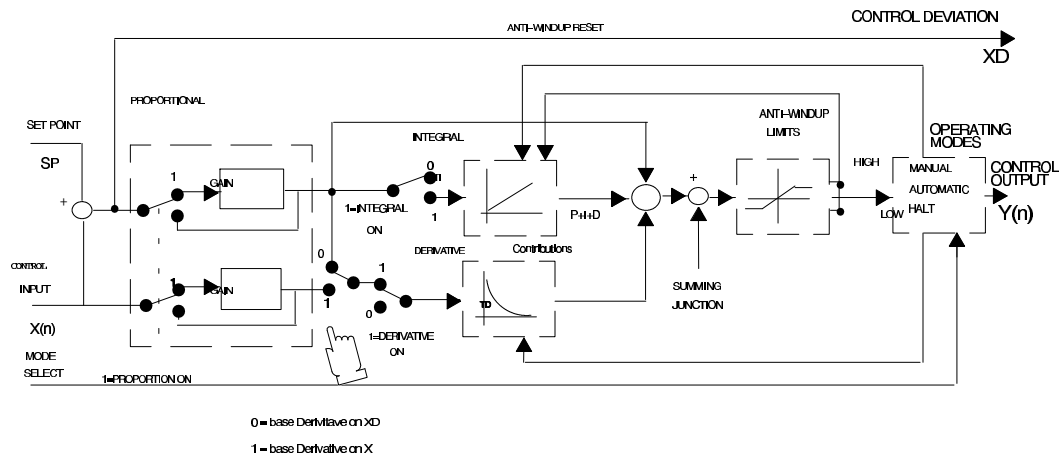 CONTROL DEVIATION
ANTI-WINDUP RESET
XD
PROPORTIONAL
ANTI-WINDUP
LIMITS
SET POINT
SP
INTEGRAL
OPERATING
MODES
HIGH
MANUAL
CONTROL
OUTPUT
1
GAIN
0
TI
+
+
AUTOMATIC
1=INTEGRAL
ON
1
P+I+D
LOW
HALT
Y(n)
CONTROL
INPUT
DERIVATIVE
Contributions
0
1
1
GAIN
1
0
TD
SUMMING
JUNCTION
X(n)
1=DERIVATIVE
ON
MODE
SELECT
1=PROPORTION ON
0 = base Derivitave on XD
1 = base Derivative on X